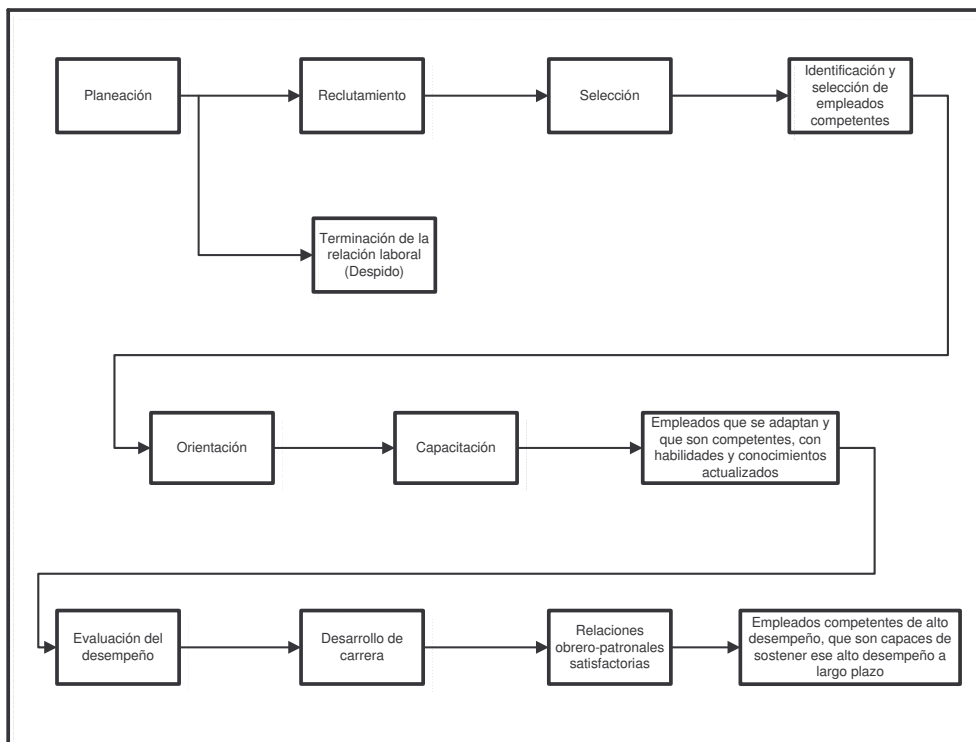 Planeación
Reclutamiento
Selección
Identificación y
selección de
empleados
competentes
Terminación de la
relación laboral
(Despido)
Orientación
Capacitación
Empleados que se adaptan y
que son competentes, con
habilidades y conocimientos
actualizados
Evaluación del
desempeño
Desarrollo de
carrera
Relaciones
obrero-patronales
satisfactorias
Empleados competentes de alto
desempeño, que son capaces de
sostener ese alto desempeño a
largo plazo